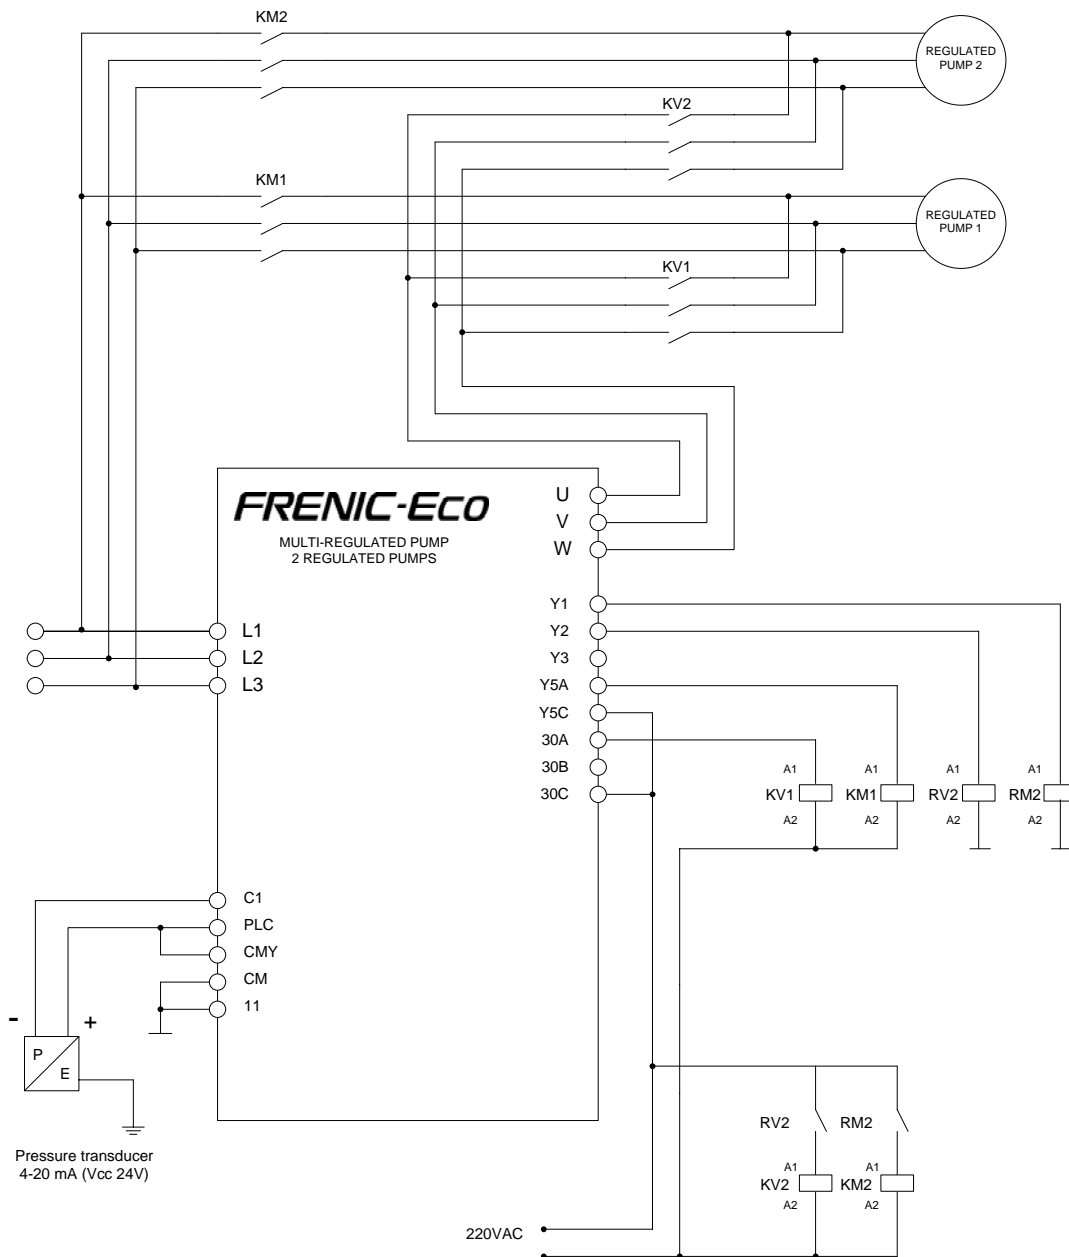 KM2
REGULATED
PUMP 2
KV2
KM1
REGULATED
PUMP 1
KV1
FRENIC-Eco
MULTI-REGULATED PUMP
2 REGULATED PUMPS
U
V
W
L1
L2
L3
Y1
Y2
Y3
Y5A
Y5C
30A
30B
30C
A1
A1
A1
A1
KV1
KM1
RV2
RM2
A2
A2
A2
A2
C1
PLC
CMY
CM
11
-
+
P
E
Pressure transducer
4-20 mA (Vcc 24V)
RV2
RM2
A1
A1
KV2
KM2
A2
A2
220VAC